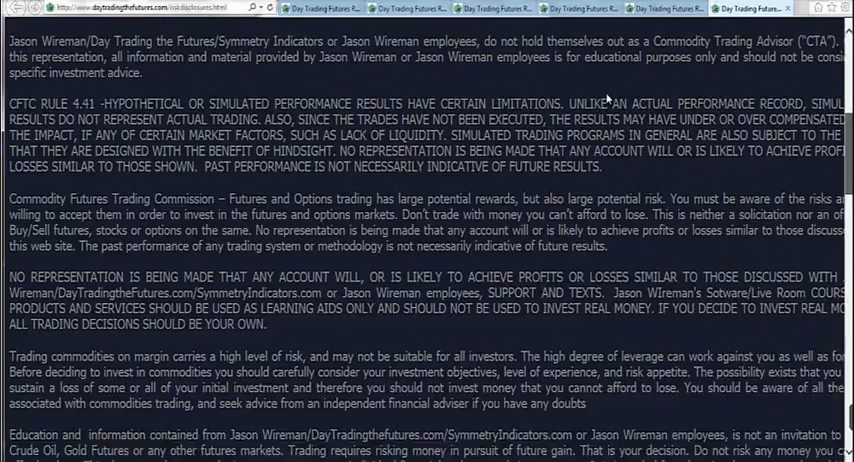 http://www.daytradingthefutures.com/riskdisclosures.html
Day Trading Futures R... Day Trading Futures R... Day Trading Futures R... Day Trading Futures R... Day Trading Futures R... Day Trading Future...
Jason Wireman/Day Trading the Futures/Symmetry Indicators or Jason Wireman employees, do not hold themselves out as a Commodity Trading Advisor ("CTA").
this representation, all information and material provided by Jason Wireman or Jason Wireman employees is for educational purposes only and should not be consi
specific investment advice.
CFTC RULE 4.41 -HYPOTHETICAL OR SIMULATED PERFORMANCE RESULTS HAVE CERTAIN LIMITATIONS. UNLIKE AN ACTUAL PERFORMANCE RECORD, SIMUL
RESULTS DO NOT REPRESENT ACTUAL TRADING. ALSO, SINCE THE TRADES HAVE NOT BEEN EXECUTED, THE RESULTS MAY HAVE UNDER OR OVER COMPENSATED
THE IMPACT, IF ANY OF CERTAIN MARKET FACTORS, SUCH AS LACK OF LIQUIDITY. SIMULATED TRADING PROGRAMS IN GENERAL ARE ALSO SUBJECT TO THE
THAT THEY ARE DESIGNED WITH THE BENEFIT OF HINDSIGHT. NO REPRESENTATION IS BEING MADE THAT ANY ACCOUNT WILL OR IS LIKELY TO ACHIEVE PROFI
LOSSES SIMILAR TO THOSE SHOWN. PAST PERFORMANCE IS NOT NECESSARILY INDICATIVE OF FUTURE RESULTS.
Commodity Futures Trading Commission – Futures and Options trading has large potential rewards, but also large potential risk. You must be aware of the risks an
willing to accept them in order to invest in the futures and options markets. Don't trade with money you can't afford to lose. This is neither a solicitation nor an of
Buy/Sell futures, stocks or options on the same. No representation is being made that any account will or is likely to achieve profits or losses similar to those discusse
this web site. The past performance of any trading system or methodology is not necessarily indicative of future results.
NO REPRESENTATION IS BEING MADE THAT ANY ACCOUNT WILL, OR IS LIKELY TO ACHIEVE PROFITS OR LOSSES SIMILAR TO THOSE DISCUSSED WITH
Wireman/DayTradingtheFutures.com/SymmetryIndicators.com or Jason Wireman employees, SUPPORT AND TEXTS. Jason WIreman's Sotware/Live Room COURS
PRODUCTS AND SERVICES SHOULD BE USED AS LEARNING AIDS ONLY AND SHOULD NOT BE USED TO INVEST REAL MONEY. IF YOU DECIDE TO INVEST REAL MO
ALL TRADING DECISIONS SHOULD BE YOUR OWN.
Trading commodities on margin carries a high level of risk, and may not be suitable for all investors. The high degree of leverage can work against you as well as for
Before deciding to invest in commodities you should carefully consider your investment objectives, level of experience, and risk appetite. The possibility exists that you
sustain a loss of some or all of your initial investment and therefore you should not invest money that you cannot afford to lose. You should be aware of all the
associated with commodities trading, and seek advice from an independent financial adviser if you have any doubts
Education and information contained from Jason Wireman/DayTradingtheFutures.com/SymmetryIndicators.com or Jason Wireman employees, is not an invitation to
Crude Oil, Gold Futures or any other futures markets. Trading requires risking money in pursuit of future gain. That is your decision. Do not risk any money you c